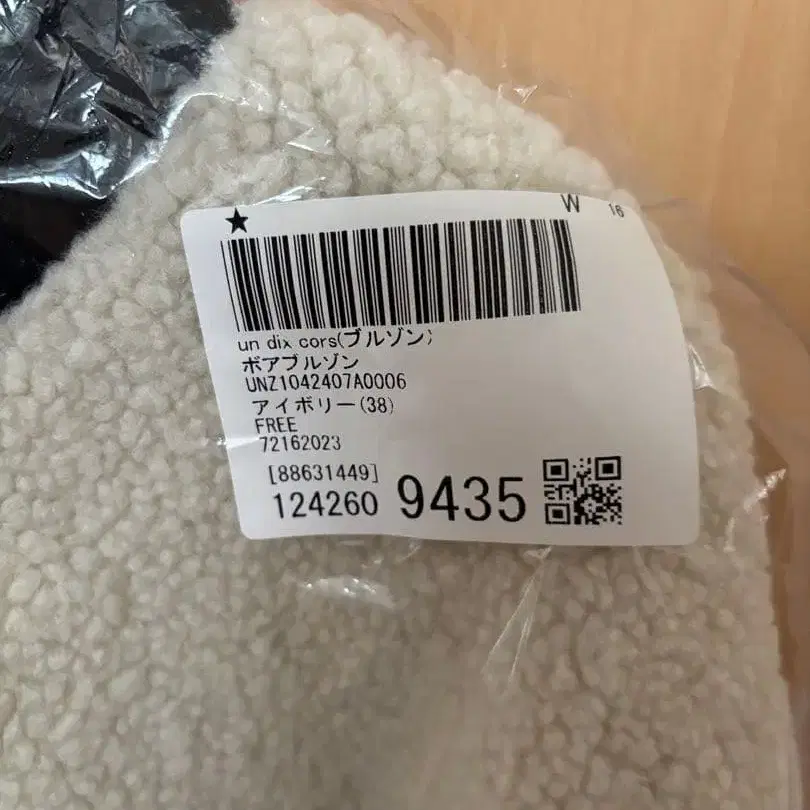 ★ W 16
un dix cors(ブルゾン)
ボアブルゾン
UNZ1042407A0006
アイボリー(38)
FREE
72162023
[88631449]
124260 9435